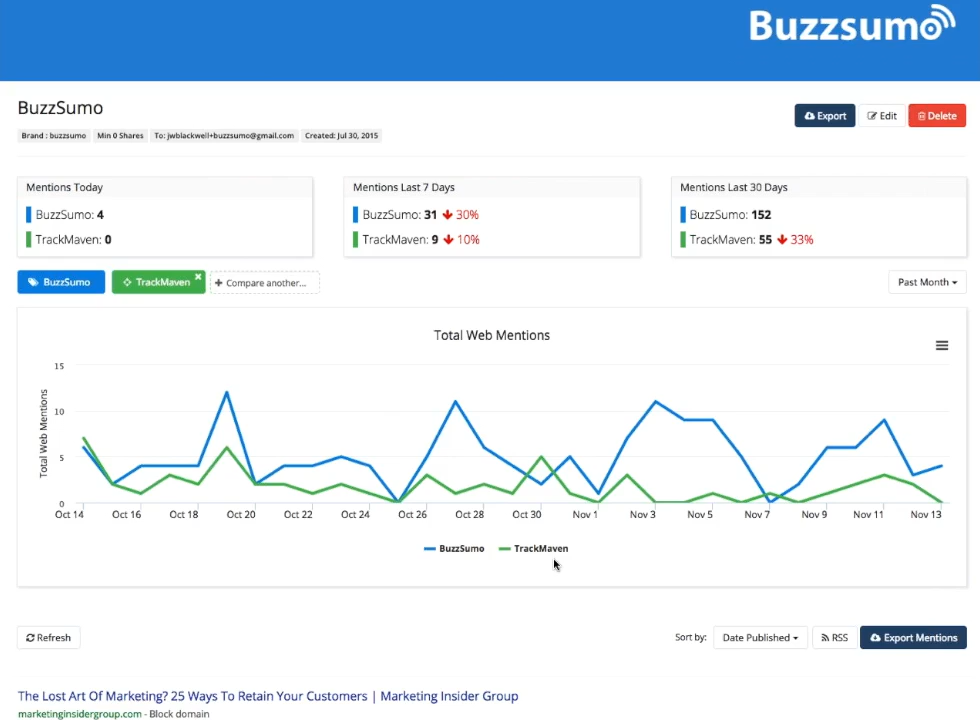 Buzzsumo
BuzzSumo
Export
Edit
Delete
Brand : buzzsumo Min 0 Shares To: jwblackwell+buzzsumo@gmail.com Created: Jul 30, 2015
Mentions Today
BuzzSumo: 4
TrackMaven: 0
Mentions Last 7 Days
BuzzSumo: 31 30%
TrackMaven: 9 10%
Mentions Last 30 Days
BuzzSumo: 152
TrackMaven: 55 33%
BuzzSumo TrackMaven × + Compare another... Past Month
Total Web Mentions
Total Web Mentions
15
10
5
0
Oct 14 Oct 16 Oct 18 Oct 20 Oct 22 Oct 24 Oct 26 Oct 28 Oct 30 Nov 1 Nov 3 Nov 5 Nov 7 Nov 9 Nov 11 Nov 13
BuzzSumo TrackMaven
Refresh Sort by: Date Published RSS Export Mentions
The Lost Art Of Marketing? 25 Ways To Retain Your Customers | Marketing Insider Group
marketinginsidergroup.com - Block domain